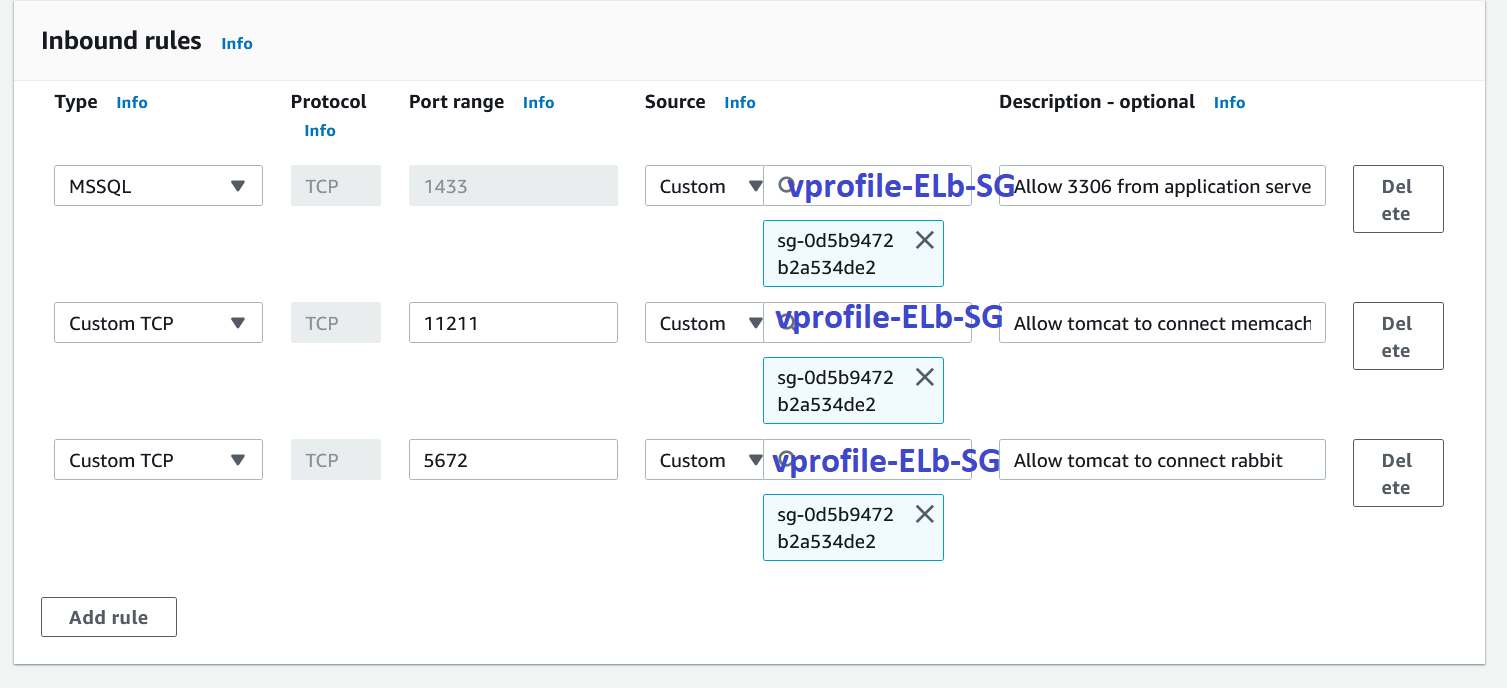 Inbound rules Info
Type Info Protocol Info Port range Info Source Info Description - optional Info
MSSQL TCP 1433 Custom vprofile-ELb-SG Allow 3306 from application serve Del
ete
sg-0d5b9472
b2a534de2
Custom TCP TCP 11211 Custom vprofile-ELb-SG Allow tomcat to connect memcach Del
ete
sg-0d5b9472
b2a534de2
Custom TCP TCP 5672 Custom vprofile-ELb-SG Allow tomcat to connect rabbit Del
ete
sg-0d5b9472
b2a534de2
Add rule